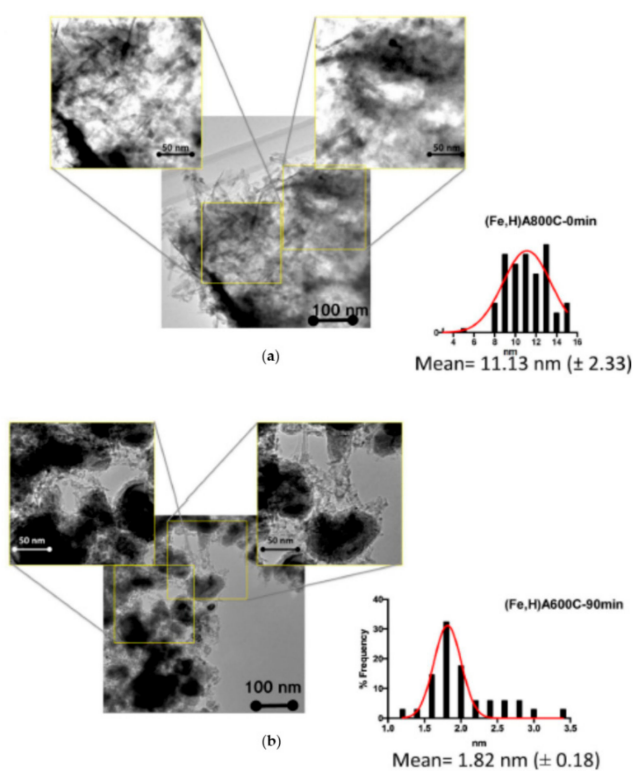 50 nm
50 nm
100 nm
(Fe,H)A800C-0min
0
4 6 8 10 12 14 16
nm
Mean= 11.13 nm (± 2.33)
(a)
50 nm
50 nm
100 nm
(Fe,H)A600C-90min
% Frequency
40
30
20
10
0
1.0 1.5 2.0 2.5 3.0 3.5
nm
Mean= 1.82 nm (± 0.18)
(b)